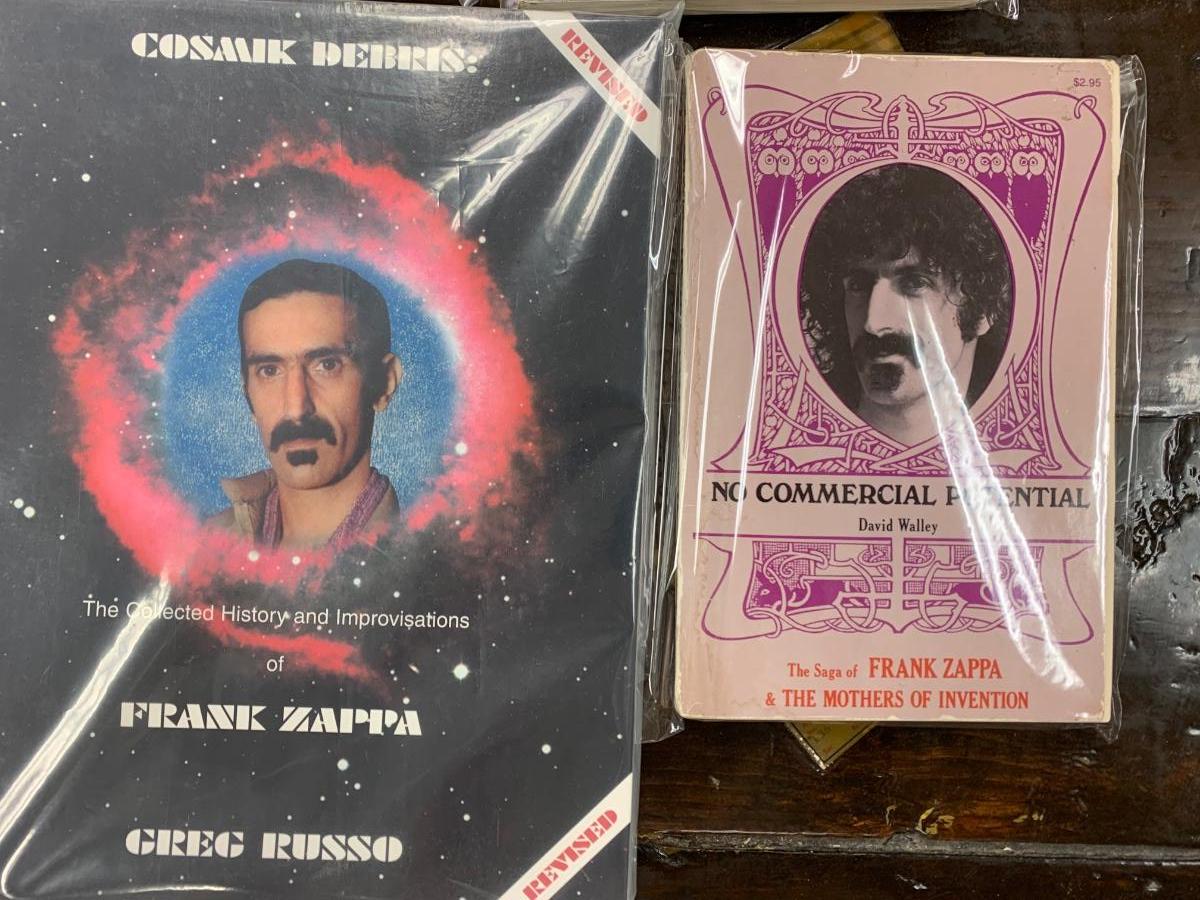 COSMIK DEBRIS:
REVISED
The Collected History and Improvisations
of
FRANK ZAPPA
GREG RUSSO
REVISED
$2.95
NO COMMERCIAL POTENTIAL
David Walley
The Saga of FRANK ZAPPA
& THE MOTHERS OF INVENTION